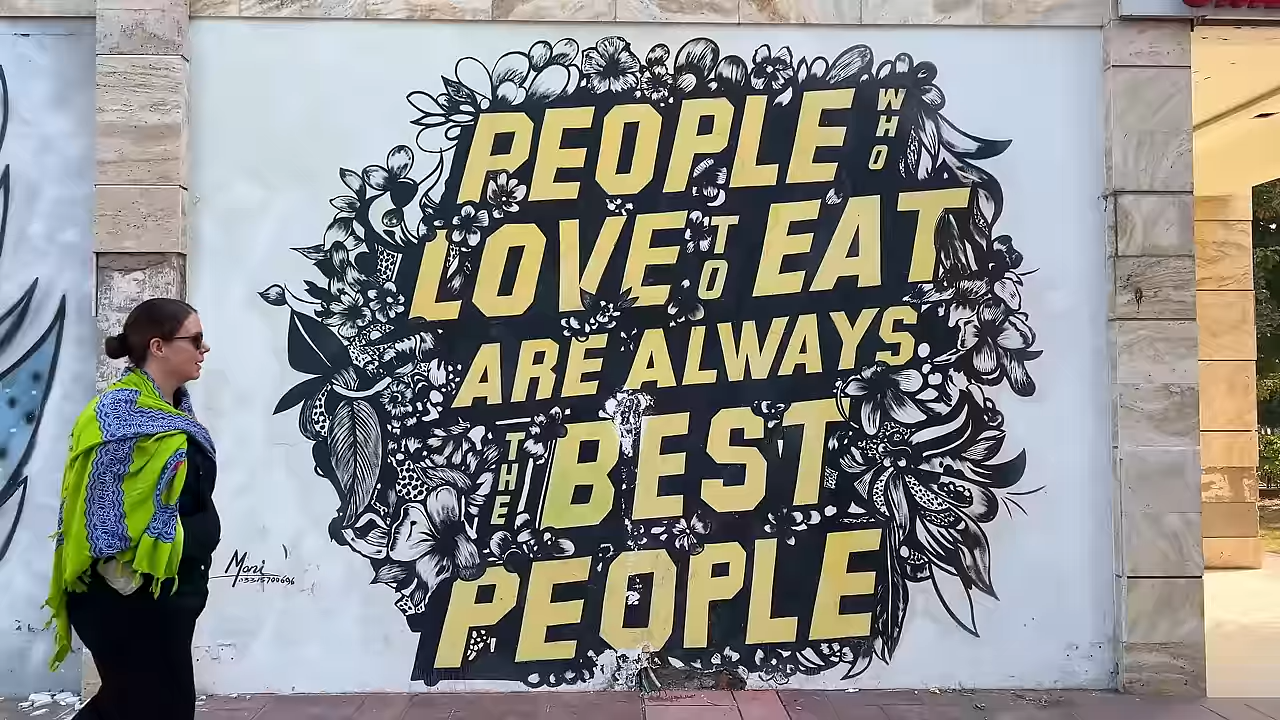 PEOPLE WHO
LOVE TO EAT
ARE ALWAYS
THE BEST
PEOPLE
Mani